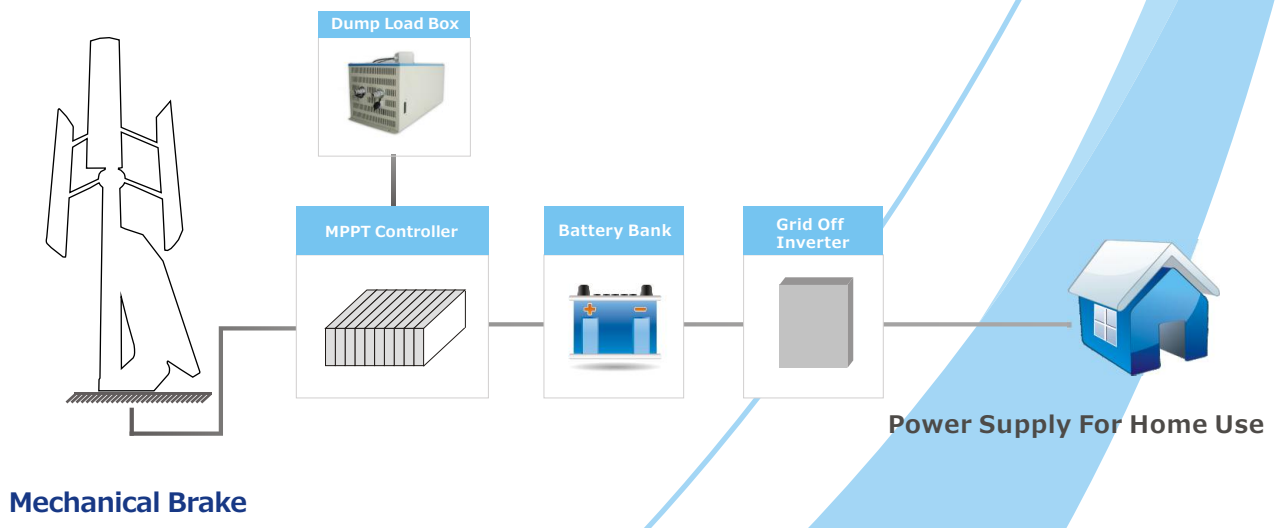 Dump Load Box
MPPT Controller
Battery Bank
Grid Off
Inverter
+ −
Power Supply For Home Use
Mechanical Brake